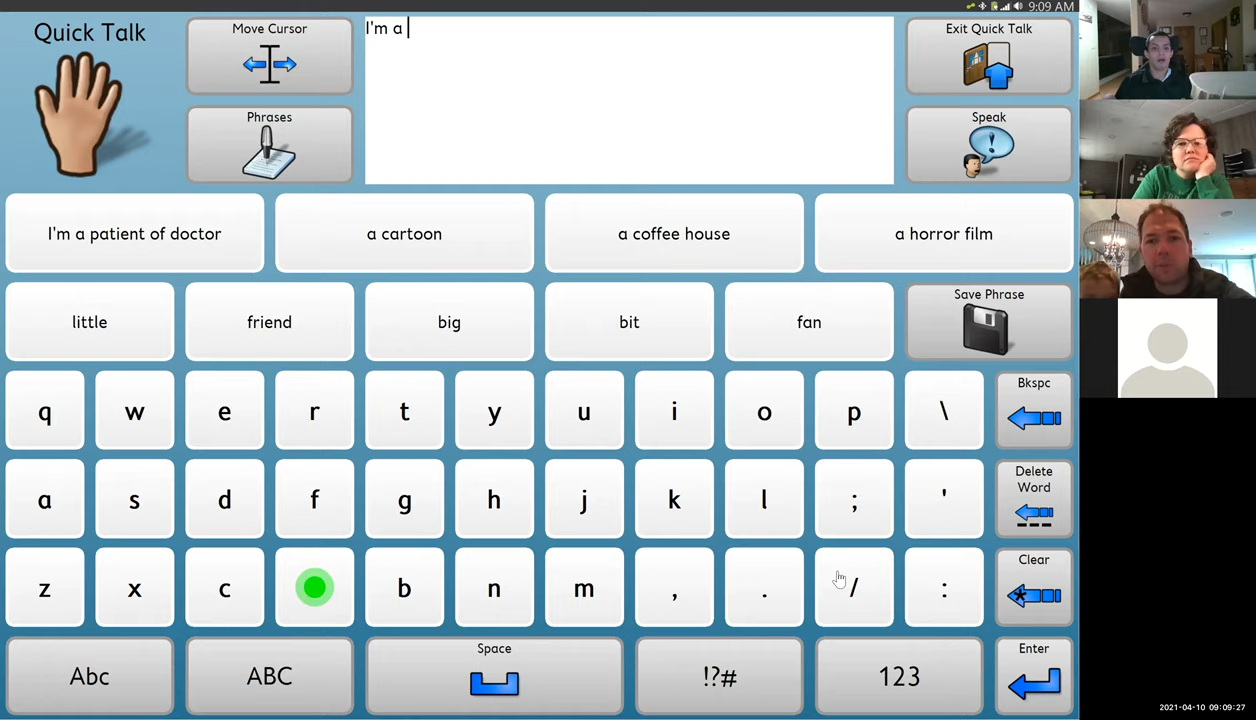 9:09 AM
Quick Talk
Move Cursor
I'm a
Exit Quick Talk
Phrases
Speak
I'm a patient of doctor
a cartoon
a coffee house
a horror film
little
friend
big
bit
fan
Save Phrase
q w e r t y u i o p \
Bkspc
a s d f g h j k l ; '
Delete
Word
z x c b n m , . / :
Clear
Abc
ABC
Space
!?#
123
Enter
2021-04-10 09:09:27